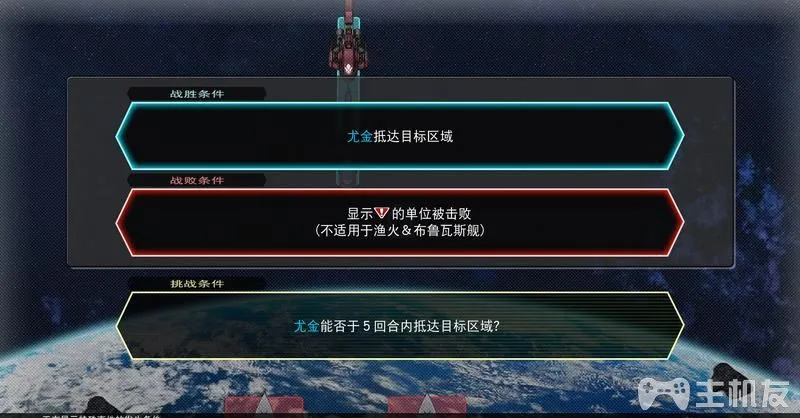 战胜条件
尤金抵达目标区域
战败条件
显示的单位被击败
(不适用于渔火＆布鲁瓦斯舰)
挑战条件
尤金能否于5回合内抵达目标区域?
主机友